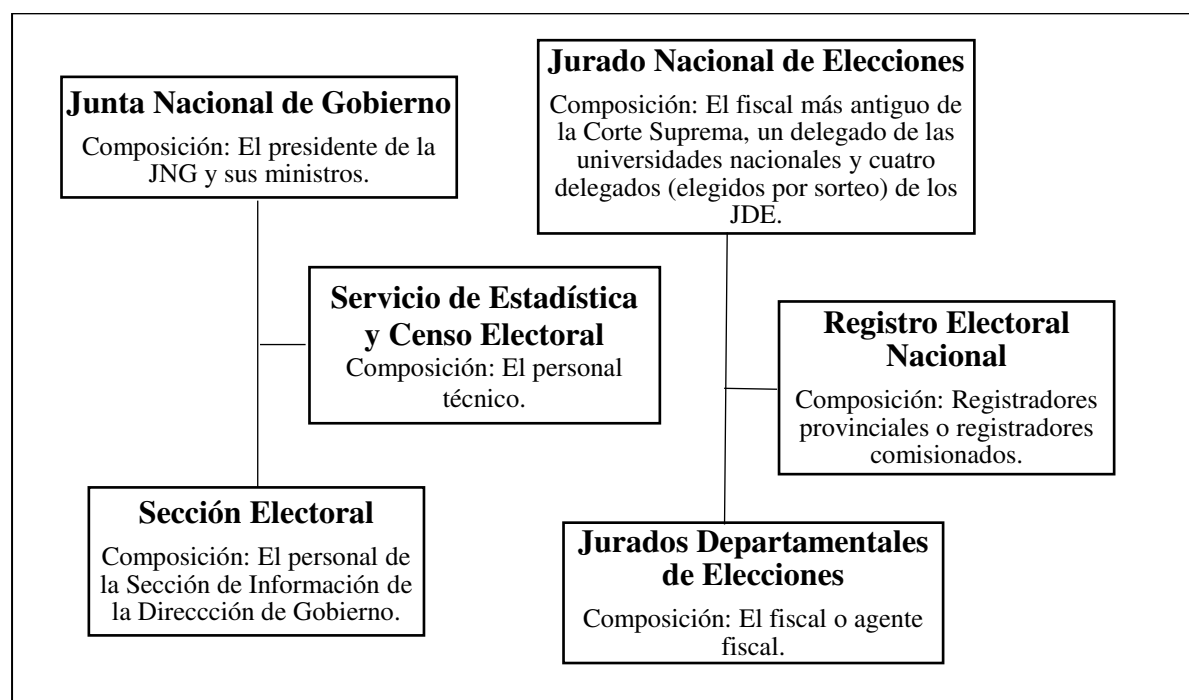 Junta Nacional de Gobierno
Composición: El presidente de la
JNG y sus ministros.
Jurado Nacional de Elecciones
Composición: El fiscal más antiguo de
la Corte Suprema, un delegado de las
universidades nacionales y cuatro
delegados (elegidos por sorteo) de los
JDE.
Servicio de Estadística
y Censo Electoral
Composición: El personal
técnico.
Registro Electoral
Nacional
Composición: Registradores
provinciales o registradores
comisionados.
Sección Electoral
Composición: El personal de
la Sección de Información de
la Direccción de Gobierno.
Jurados Departamentales
de Elecciones
Composición: El fiscal o agente
fiscal.